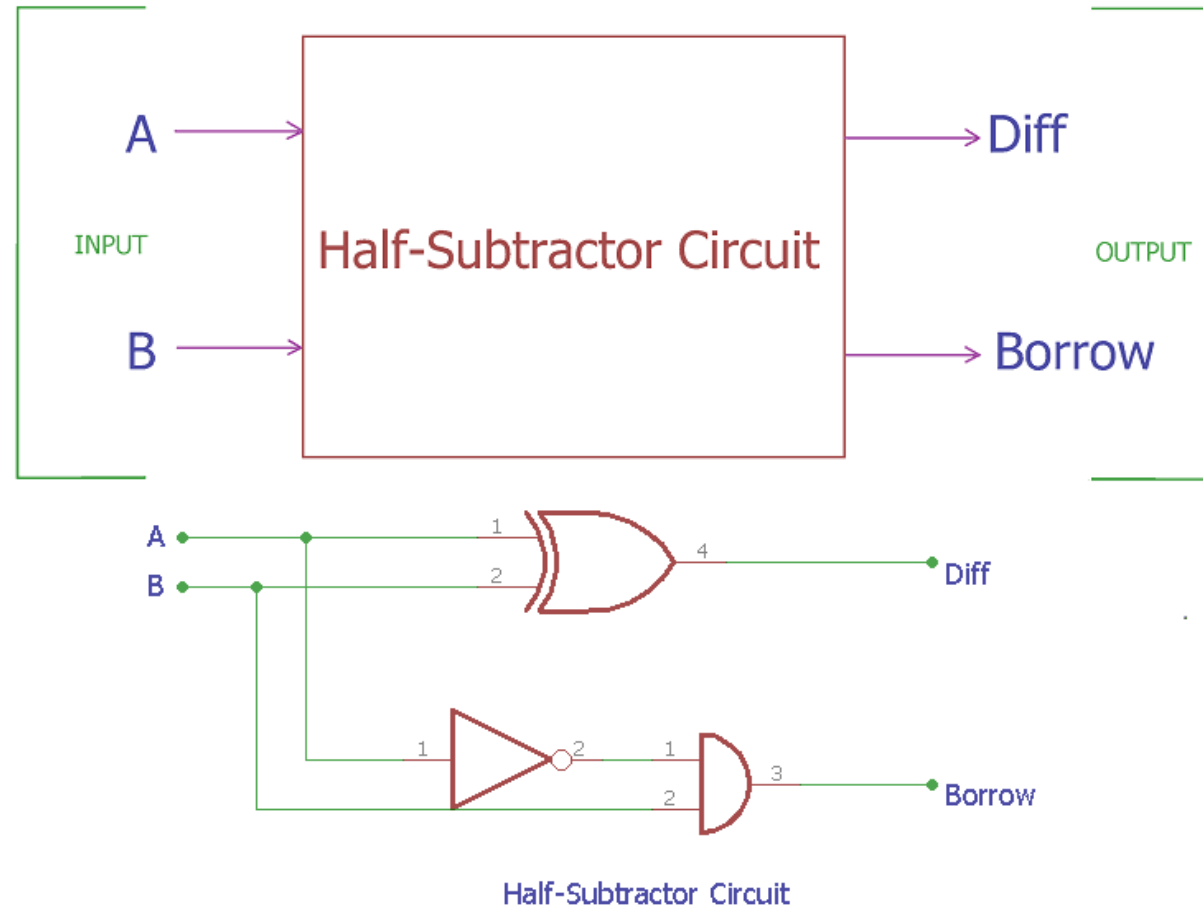 A
Diff
INPUT
Half-Subtractor Circuit
OUTPUT
B
Borrow
A
1
4
B
2
Diff
1
2
1
3
2
Borrow
Half-Subtractor Circuit